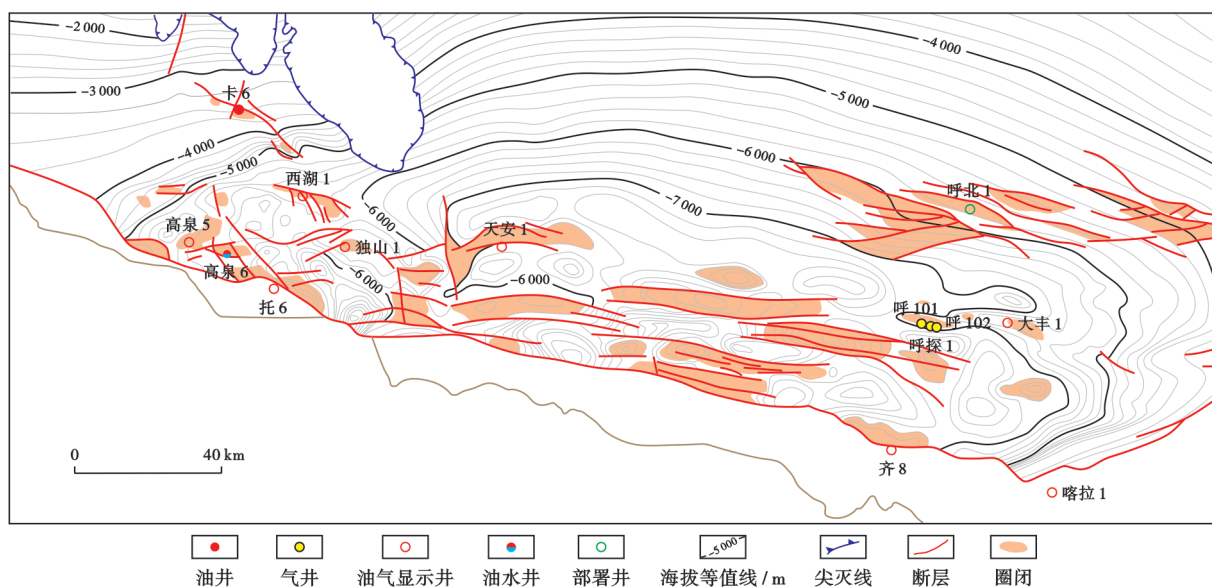 -2 000
-3 000
卡 6
-4 000
-5 000
西湖 1
-4 000
-5 000
-6 000
-7 000
呼北 1
高泉 5
-6 000
独山 1
天安 1
高泉 6
托 6
-6 000
-6 000
呼 101
呼 102
大丰 1
呼探 1
0 40 km
齐 8
喀拉 1
-5 000
油井 气井 油气显示井 油水井 部署井 海拔等值线 / m 尖灭线 断层 圈闭